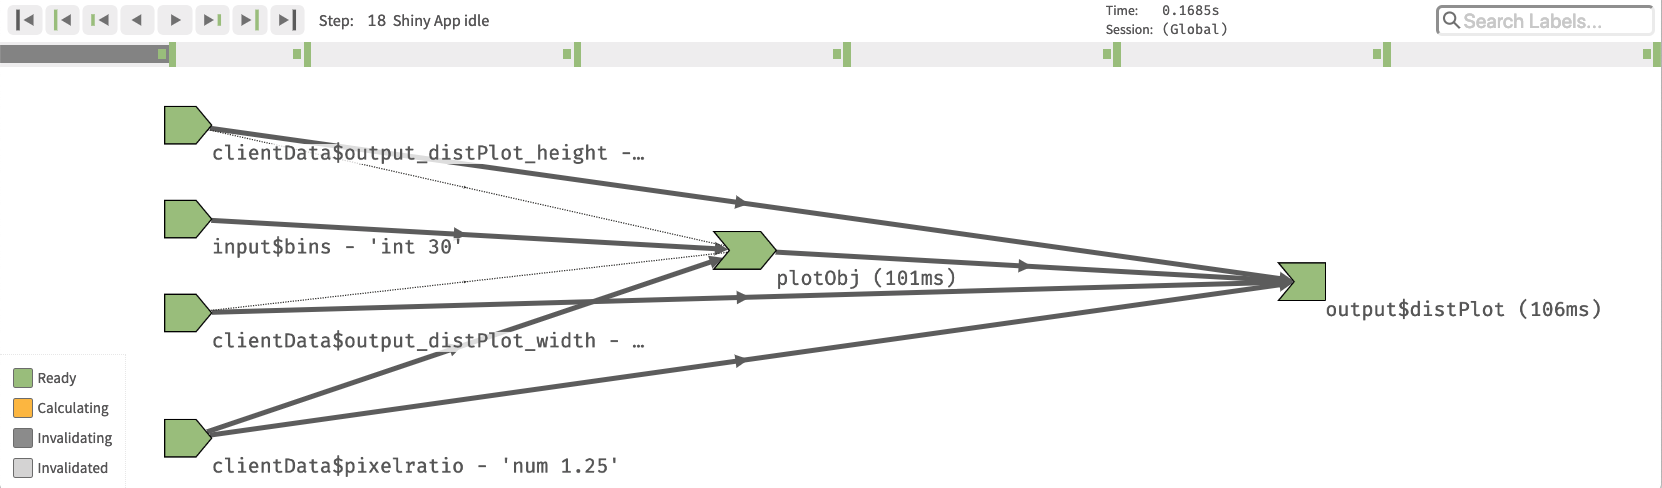 Step: 18 Shiny App idle
Time: 0.1685s
Session: (Global)
Search Labels...
clientData$output_distPlot_height -…
input$bins - 'int 30'
plotObj (101ms)
output$distPlot (106ms)
clientData$output_distPlot_width - …
Ready
Calculating
Invalidating
Invalidated
clientData$pixelratio - 'num 1.25'